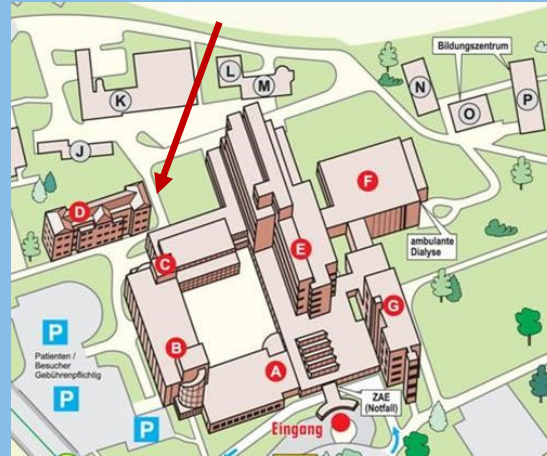 Bildungszentrum
L
M
K
N
O
P
J
F
D
E
ambulante
Dialyse
C
G
B
P
Patienten /
Besucher
Gebührenpflichtig
A
P
P
ZAE
(Notfall)
Eingang